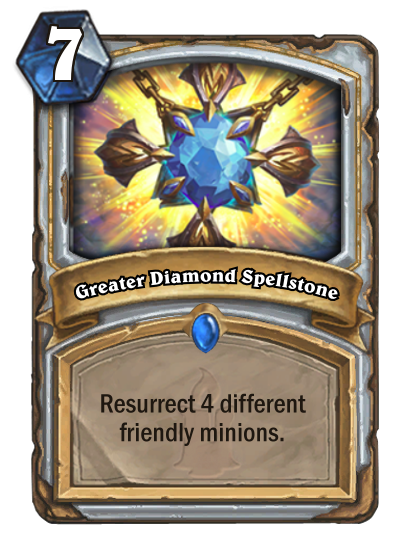 7
Greater Diamond Spellstone
Resurrect 4 different
friendly minions.